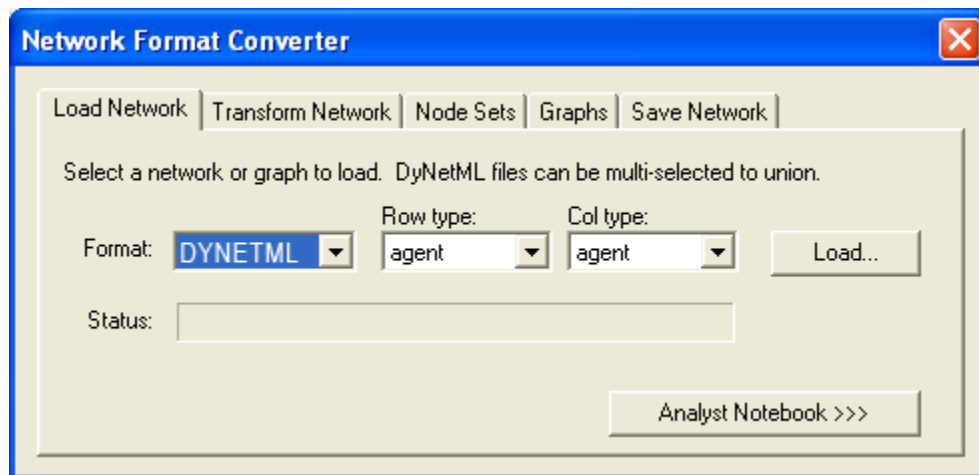 Network Format Converter
Load Network Transform Network Node Sets Graphs Save Network
Select a network or graph to load. DyNetML files can be multi-selected to union.
Row type: Col type:
Format: DYNETML agent agent Load...
Status:
Analyst Notebook >>>